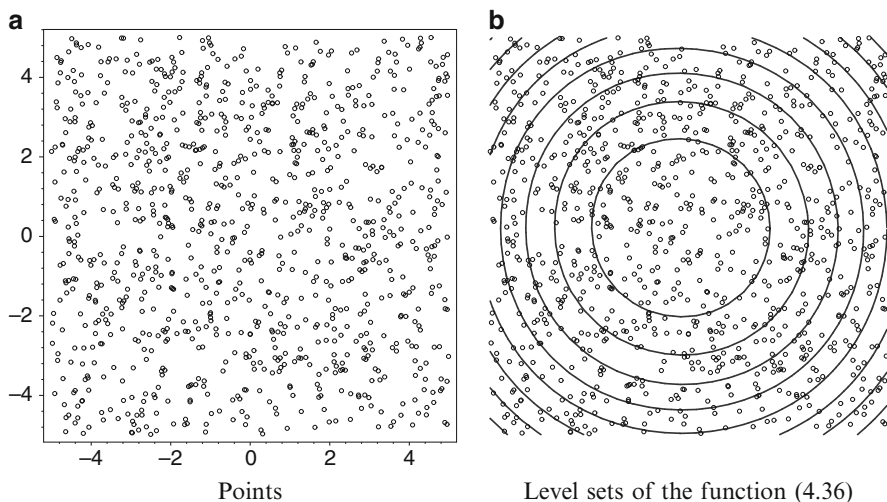 a
b
4
2
0
−2
−4
−4 −2 0 2 4
Points
Level sets of the function (4.36)